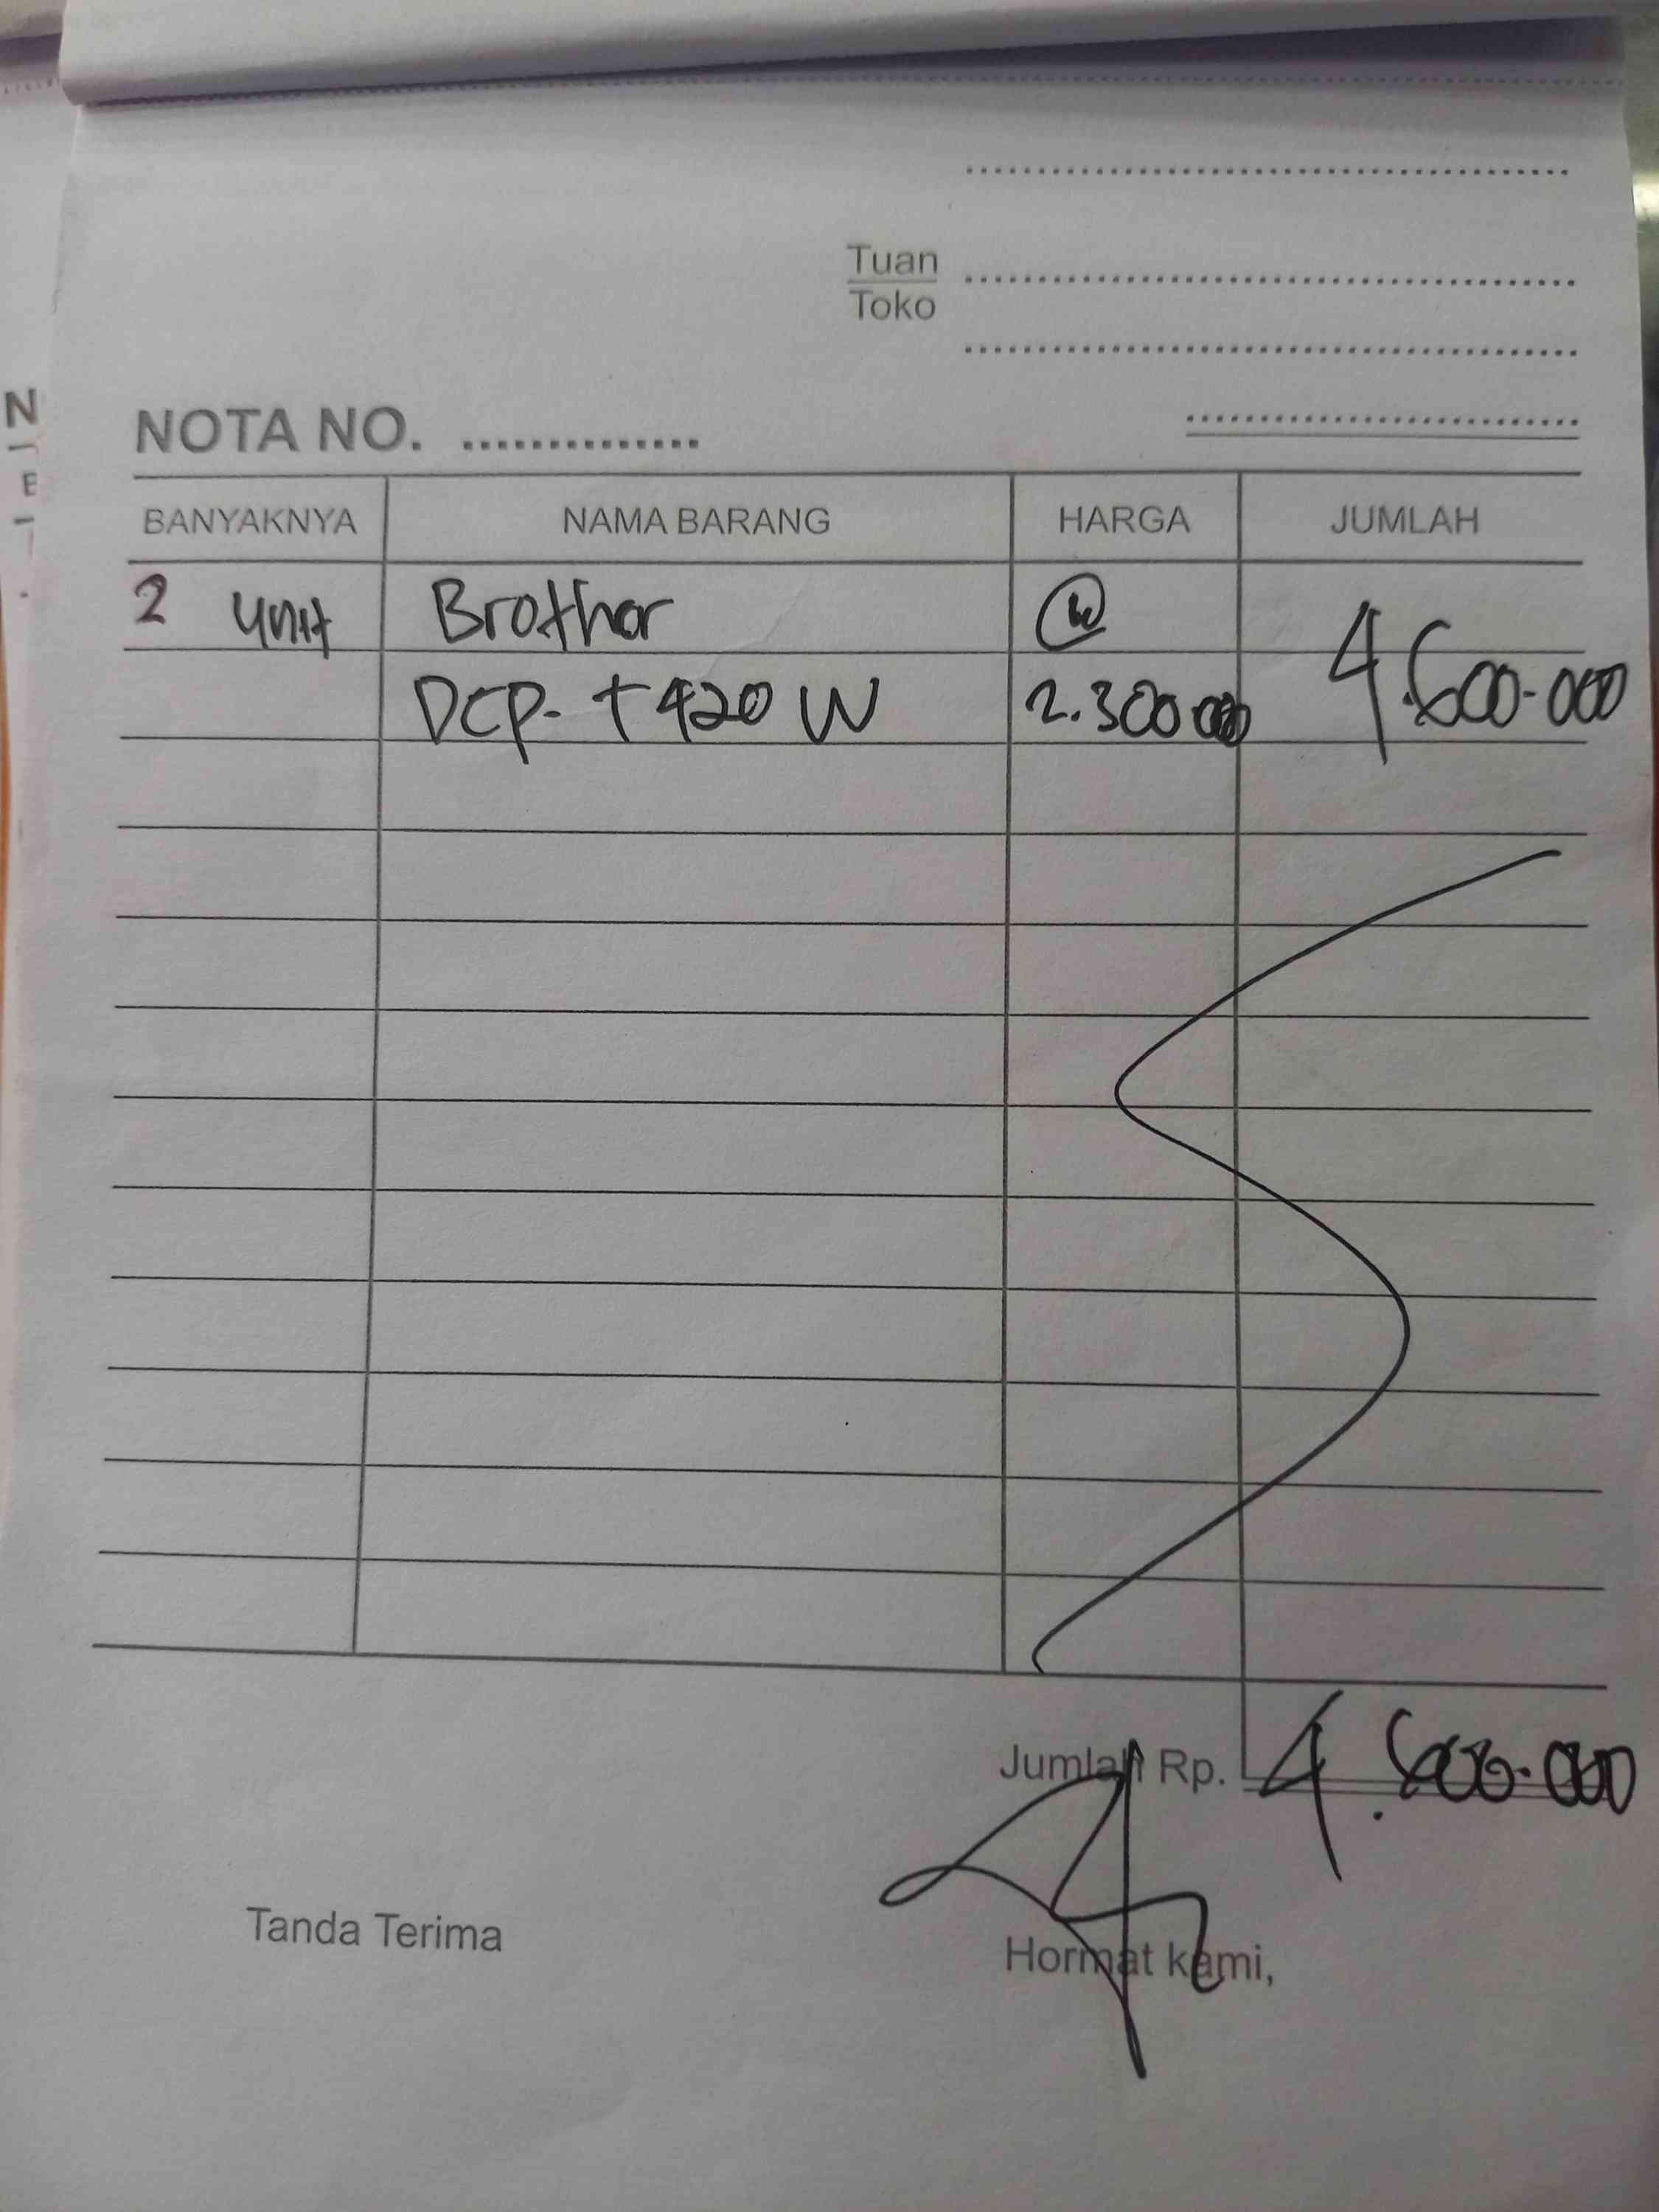 Tuan
Toko
NOTA NO. ..............
BANYAKNYA NAMA BARANG HARGA JUMLAH
2 unit Brother @
DCP-T420 W 2.300.000 4.600.000
Jumlah Rp. 4.600.000
Tanda Terima
Hormat kami,